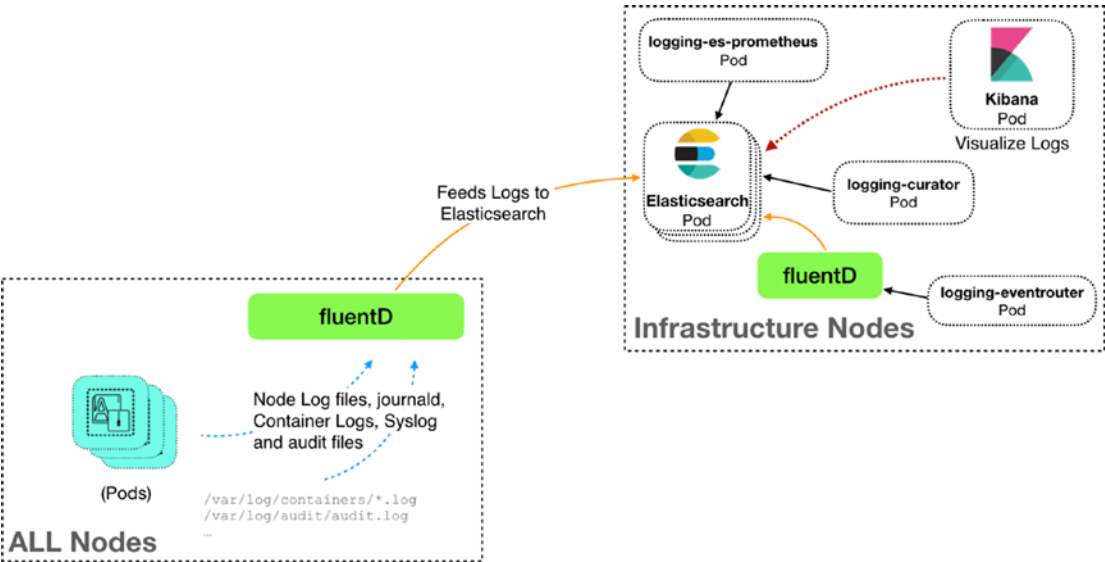 logging-es-prometheus
Pod
Kibana
Pod
Visualize Logs
Elasticsearch
Pod
logging-curator
Pod
Feeds Logs to
Elasticsearch
fluentD
logging-eventrouter
Pod
Infrastructure Nodes
fluentD
Node Log files, journald,
Container Logs, Syslog
and audit files
(Pods)
/var/log/containers/*.log
/var/log/audit/audit.log
…
ALL Nodes